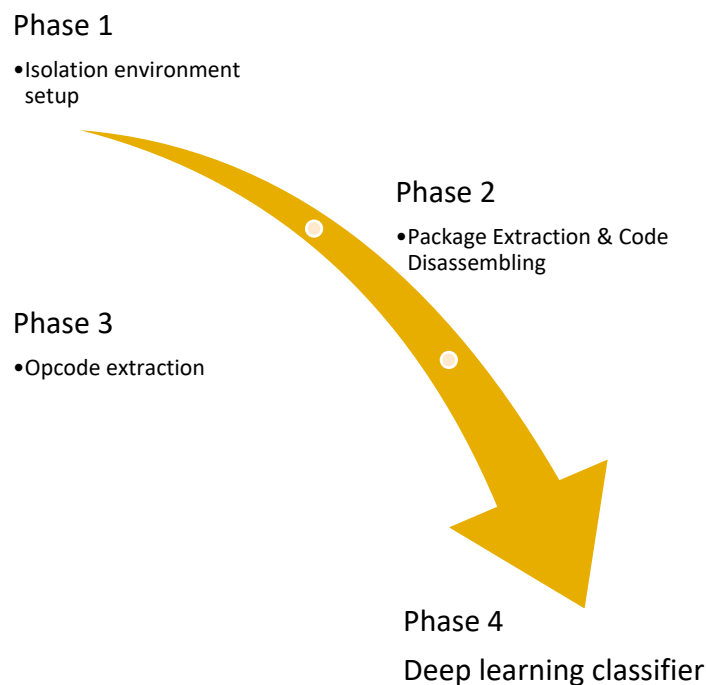 Phase 1
•Isolation environment
setup
Phase 2
•Package Extraction & Code
Disassembling
Phase 3
•Opcode extraction
Phase 4
Deep learning classifier